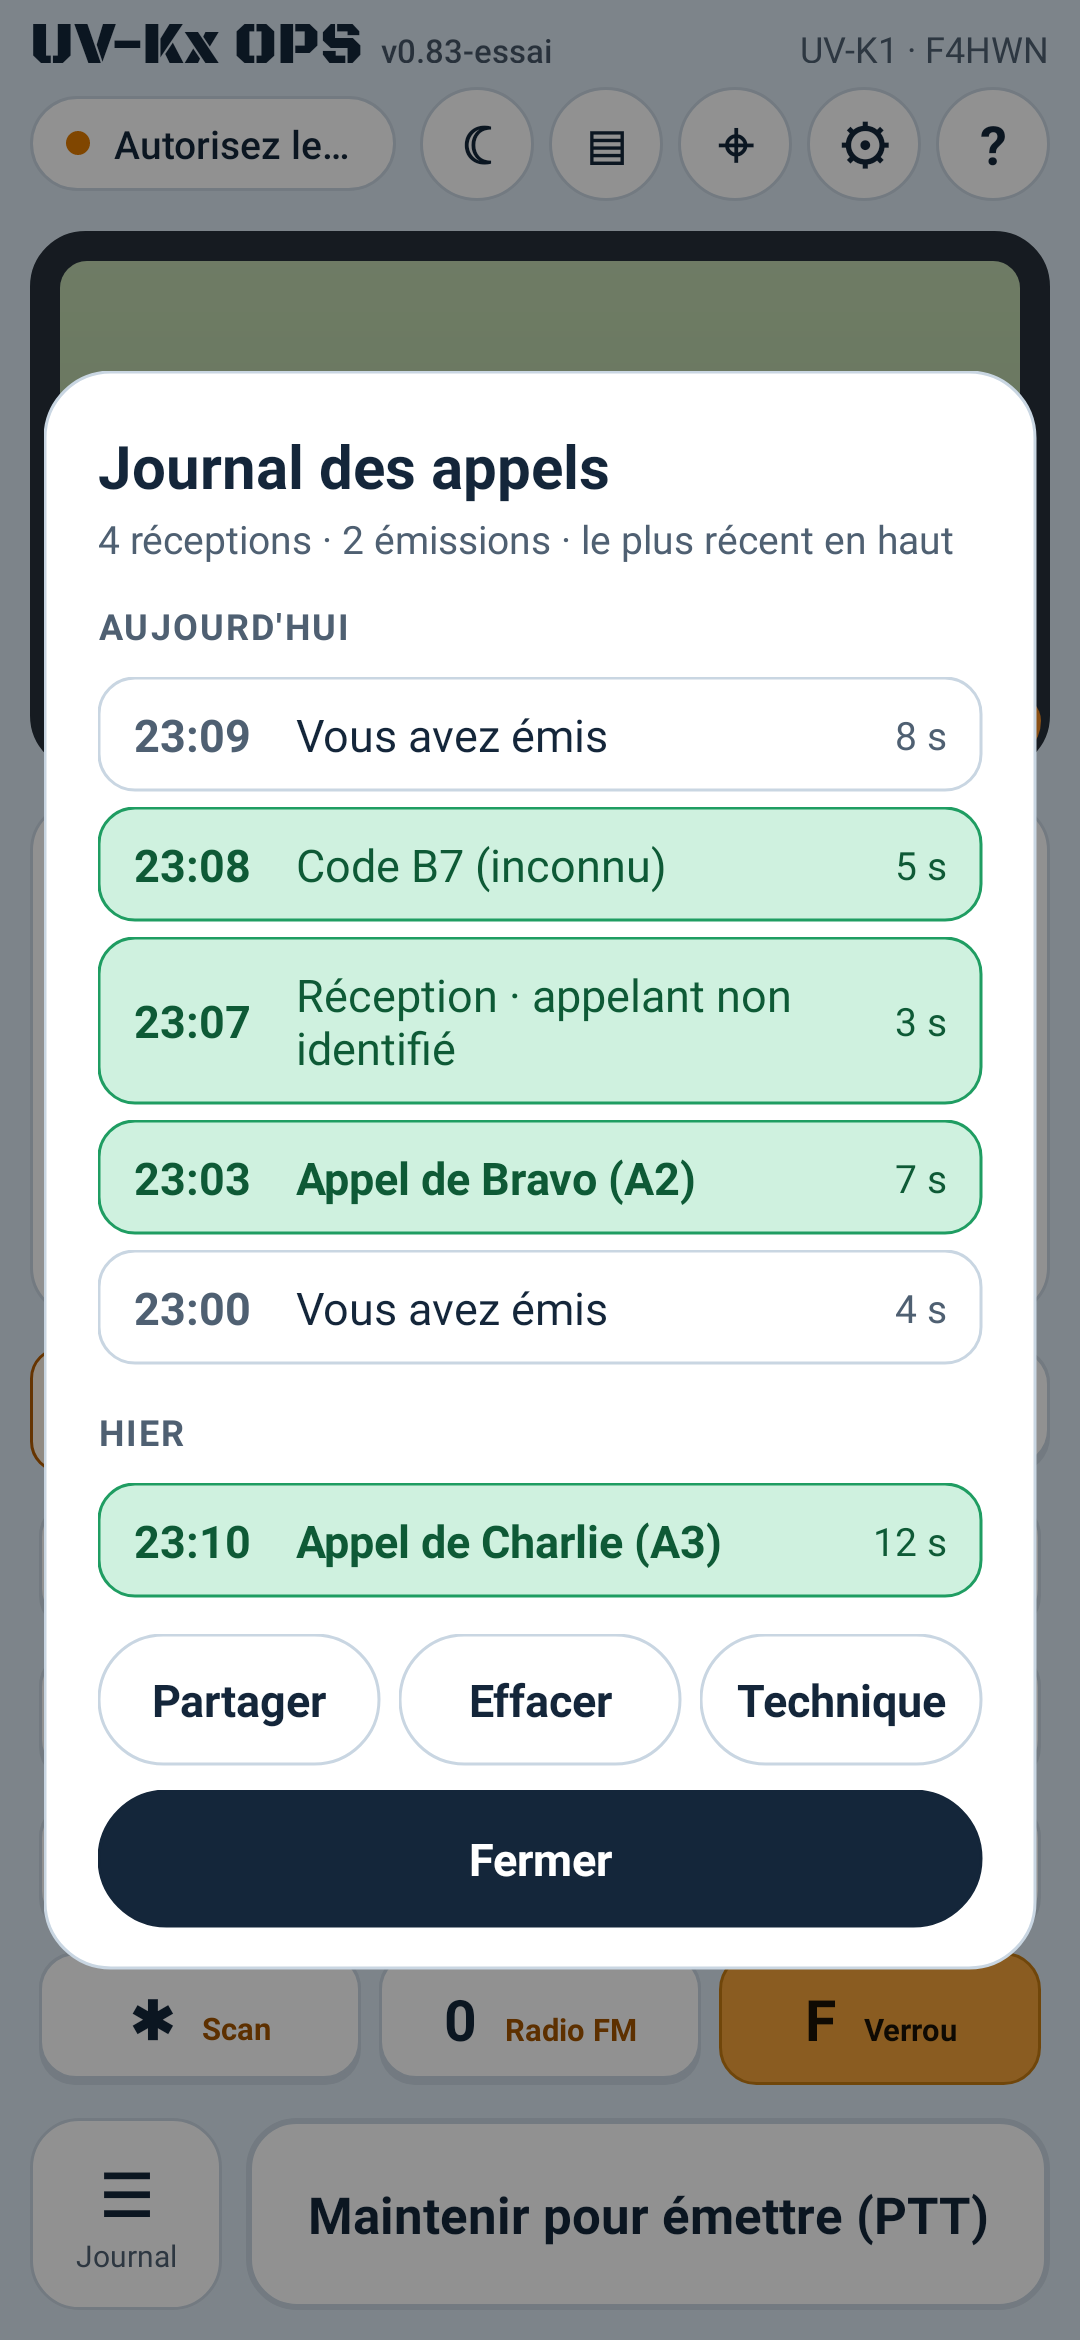 UV-Kx OPS v0.83-essai UV-K1 · F4HWN
Autorisez le… ?
Journal des appels
4 réceptions · 2 émissions · le plus récent en haut
AUJOURD'HUI
23:09 Vous avez émis 8 s
23:08 Code B7 (inconnu) 5 s
23:07 Réception · appelant non identifié 3 s
23:03 Appel de Bravo (A2) 7 s
23:00 Vous avez émis 4 s
HIER
23:10 Appel de Charlie (A3) 12 s
Partager Effacer Technique
Fermer
✱ Scan 0 Radio FM F Verrou
Journal Maintenir pour émettre (PTT)